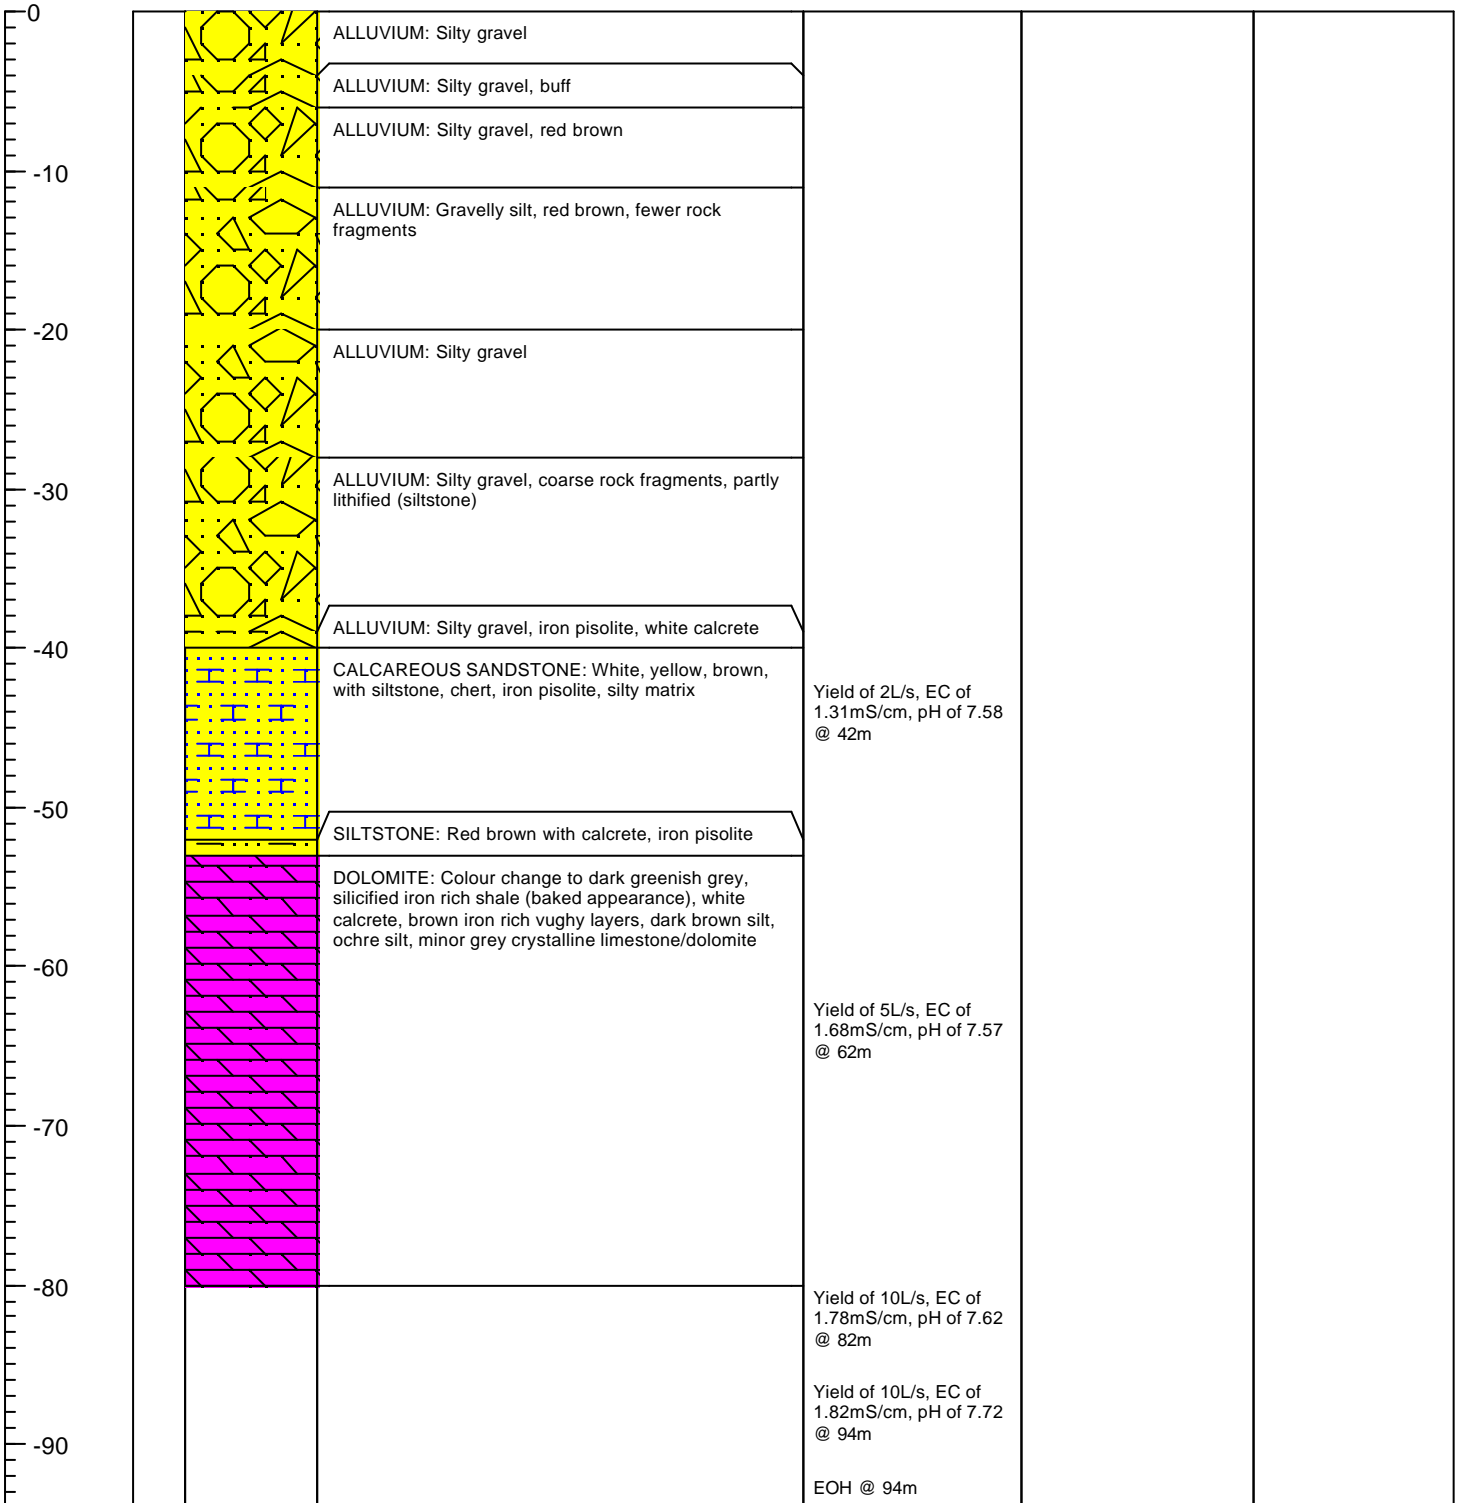 0
ALLUVIUM: Silty gravel
ALLUVIUM: Silty gravel, buff
ALLUVIUM: Silty gravel, red brown
-10
ALLUVIUM: Gravelly silt, red brown, fewer rock
fragments
-20
ALLUVIUM: Silty gravel
-30
ALLUVIUM: Silty gravel, coarse rock fragments, partly
lithified (siltstone)
ALLUVIUM: Silty gravel, iron pisolite, white calcrete
-40
CALCAREOUS SANDSTONE: White, yellow, brown,
with siltstone, chert, iron pisolite, silty matrix
Yield of 2L/s, EC of
1.31mS/cm, pH of 7.58
@ 42m
-50
SILTSTONE: Red brown with calcrete, iron pisolite
DOLOMITE: Colour change to dark greenish grey,
silicified iron rich shale (baked appearance), white
calcrete, brown iron rich vughy layers, dark brown silt,
ochre silt, minor grey crystalline limestone/dolomite
-60
Yield of 5L/s, EC of
1.68mS/cm, pH of 7.57
@ 62m
-70
-80
Yield of 10L/s, EC of
1.78mS/cm, pH of 7.62
@ 82m
Yield of 10L/s, EC of
1.82mS/cm, pH of 7.72
@ 94m
-90
EOH @ 94m